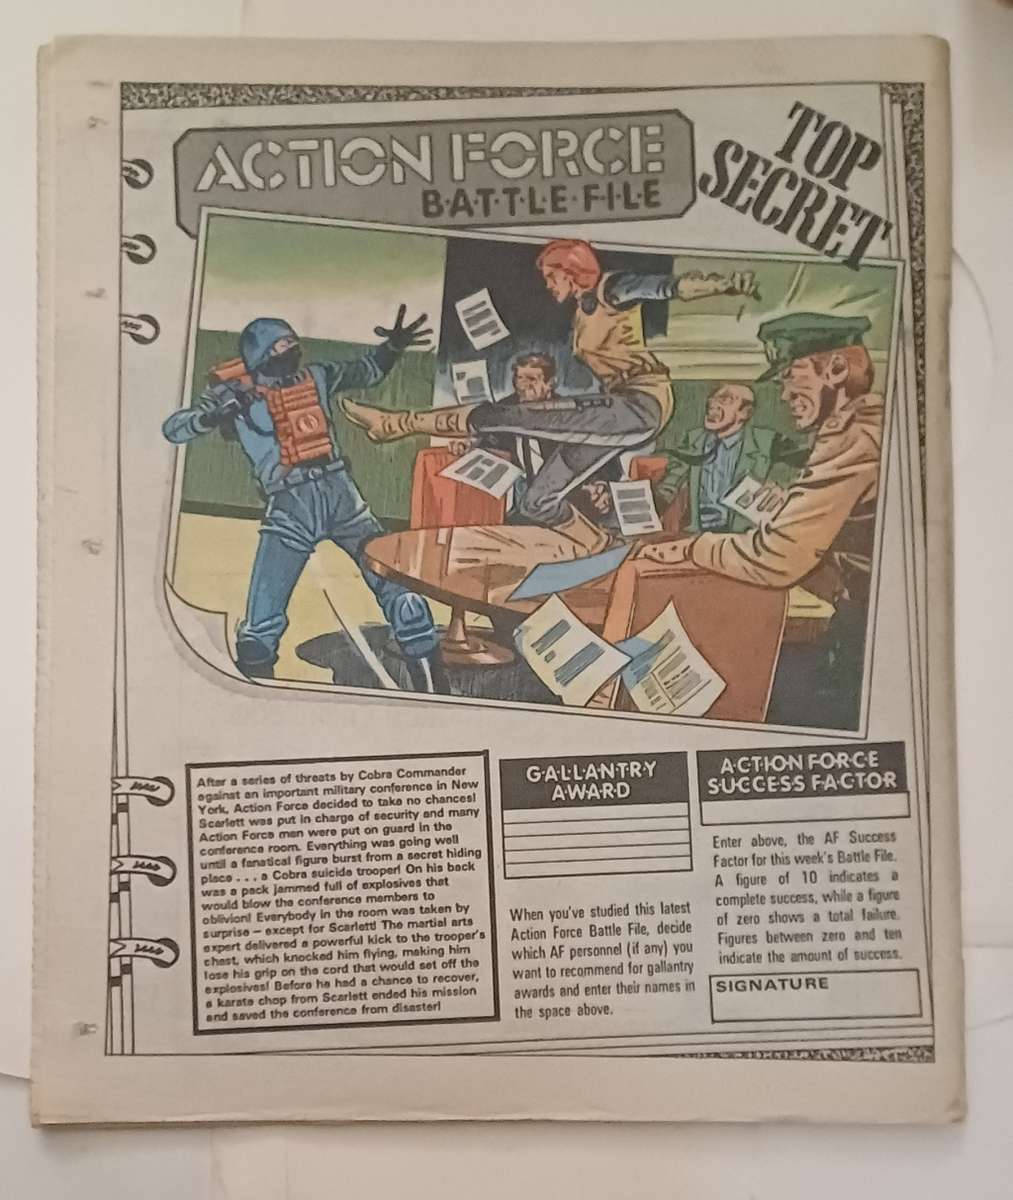 ACTION FORCE
B·A·T·T·L·E·F·I·L·E
TOP
SECRET
After a series of threats by Cobra Commander
against an important military conference in New
York, Action Force decided to take no chances!
Scarlett was put in charge of security and many
Action Force men were put on guard in the
conference room. Everything was going well
until a fanatical figure burst from a secret hiding
place . . . a Cobra suicide trooper! On his back
was a pack jammed full of explosives that
would blow the conference members to
oblivion! Everybody in the room was taken by
surprise – except for Scarlett! The martial arts
expert delivered a powerful kick to the trooper's
chest, which knocked him flying, making him
lose his grip on the cord that would set off the
explosives! Before he had a chance to recover,
a karate chop from Scarlett ended his mission
and saved the conference from disaster!
G·A·L·L·A·N·T·R·Y
A·W·A·R·D
When you've studied this latest
Action Force Battle File, decide
which AF personnel (if any) you
want to recommend for gallantry
awards and enter their names in
the space above.
A·C·T·I·O·N FORCE
S·U·C·C·E·S·S FACTOR
Enter above, the AF Success
Factor for this week's Battle File.
A figure of 10 indicates a
complete success, while a figure
of zero shows a total failure.
Figures between zero and ten
indicate the amount of success.
SIGNATURE